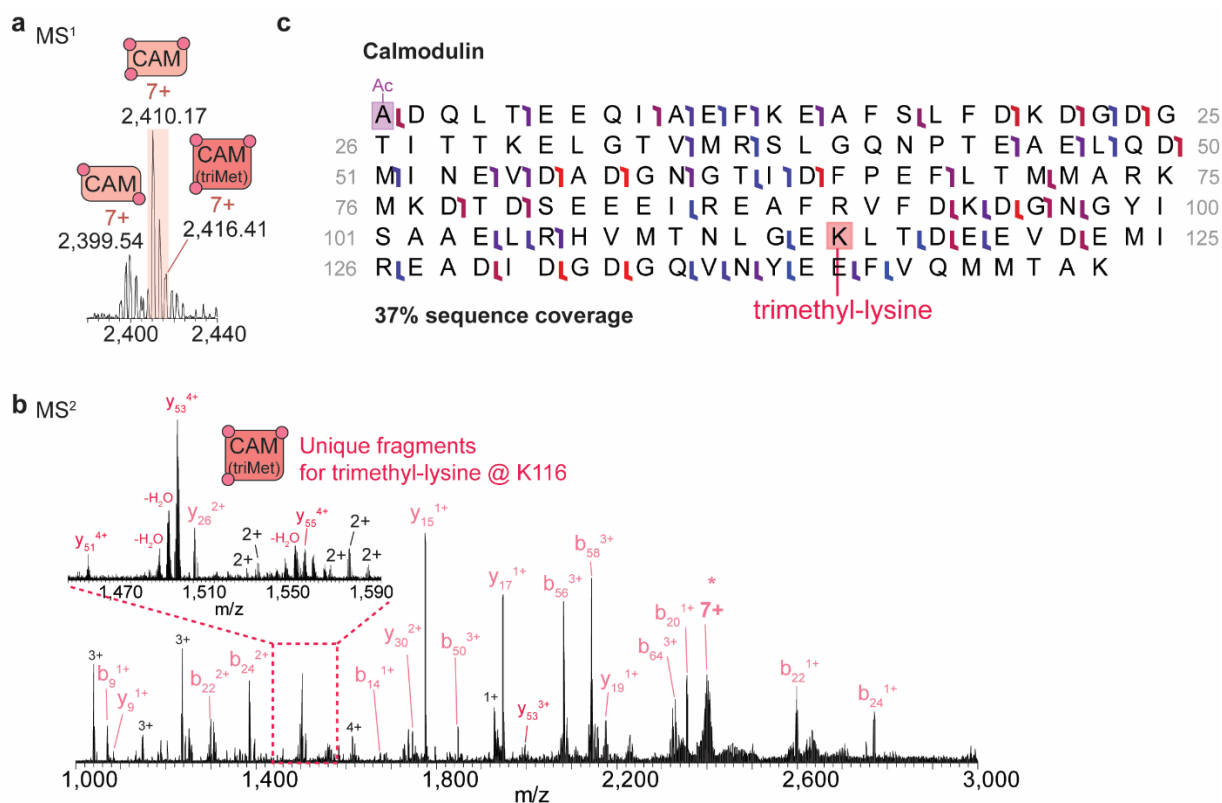 a MS1
CAM
7+
2,410.17
CAM
(triMet)
CAM
7+
7+
2,399.54
2,416.41
2,400
2,440
c
Calmodulin
Ac
A D Q L T E E Q I A E F K E A F S L F D K D G D G 25
26 T I T T K E L G T V M R S L G Q N P T E A E L Q D 50
51 M I N E V D A D G N G T I D F P E F L T M M A R K 75
76 M K D T D S E E E I R E A F R V F D K D G N G Y I 100
101 S A A E L R H V M T N L G E K L T D E E V D E M I 125
126 R E A D I D G D G Q V N Y E E F V Q M M T A K
trimethyl-lysine
37% sequence coverage
b MS2
y53 4+
CAM
(triMet)
Unique fragments
for trimethyl-lysine @ K116
-H2O
-H2O
y26 2+
y51 4+
-H2O
y55 4+
2+
2+
2+
2+
2+
1,470
1,510
1,550
1,590
m/z
3+
b9 1+
y9 1+
3+
3+
b22 2+
b24 2+
4+
b14 1+
y30 2+
y15 1+
b50 3+
1+
y17 1+
y53 3+
b56 3+
b58 3+
y19 1+
b64 3+
b20 1+
*
7+
b22 1+
b24 1+
1,000
1,400
1,800
2,200
2,600
3,000
m/z